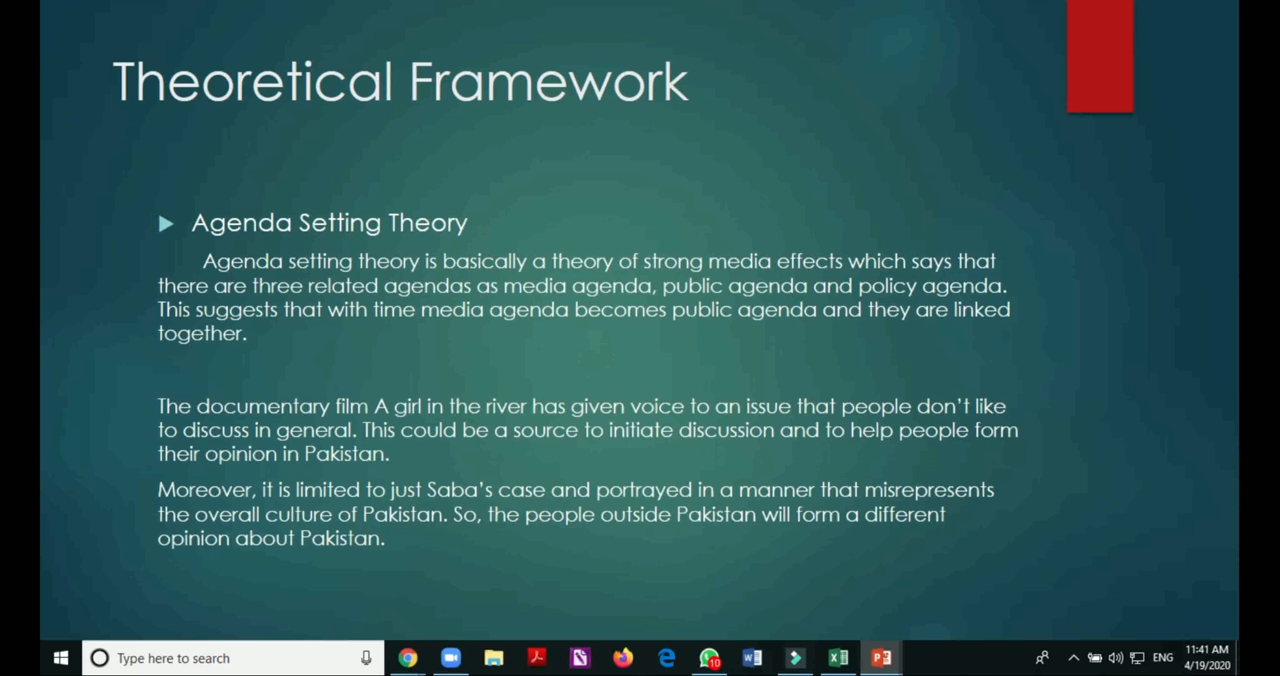 Theoretical Framework
Agenda Setting Theory
Agenda setting theory is basically a theory of strong media effects which says that
there are three related agendas as media agenda, public agenda and policy agenda.
This suggests that with time media agenda becomes public agenda and they are linked
together.
The documentary film A girl in the river has given voice to an issue that people don't like
to discuss in general. This could be a source to initiate discussion and to help people form
their opinion in Pakistan.
Moreover, it is limited to just Saba's case and portrayed in a manner that misrepresents
the overall culture of Pakistan. So, the people outside Pakistan will form a different
opinion about Pakistan.
Type here to search
10
ENG
11:41 AM
4/19/2020